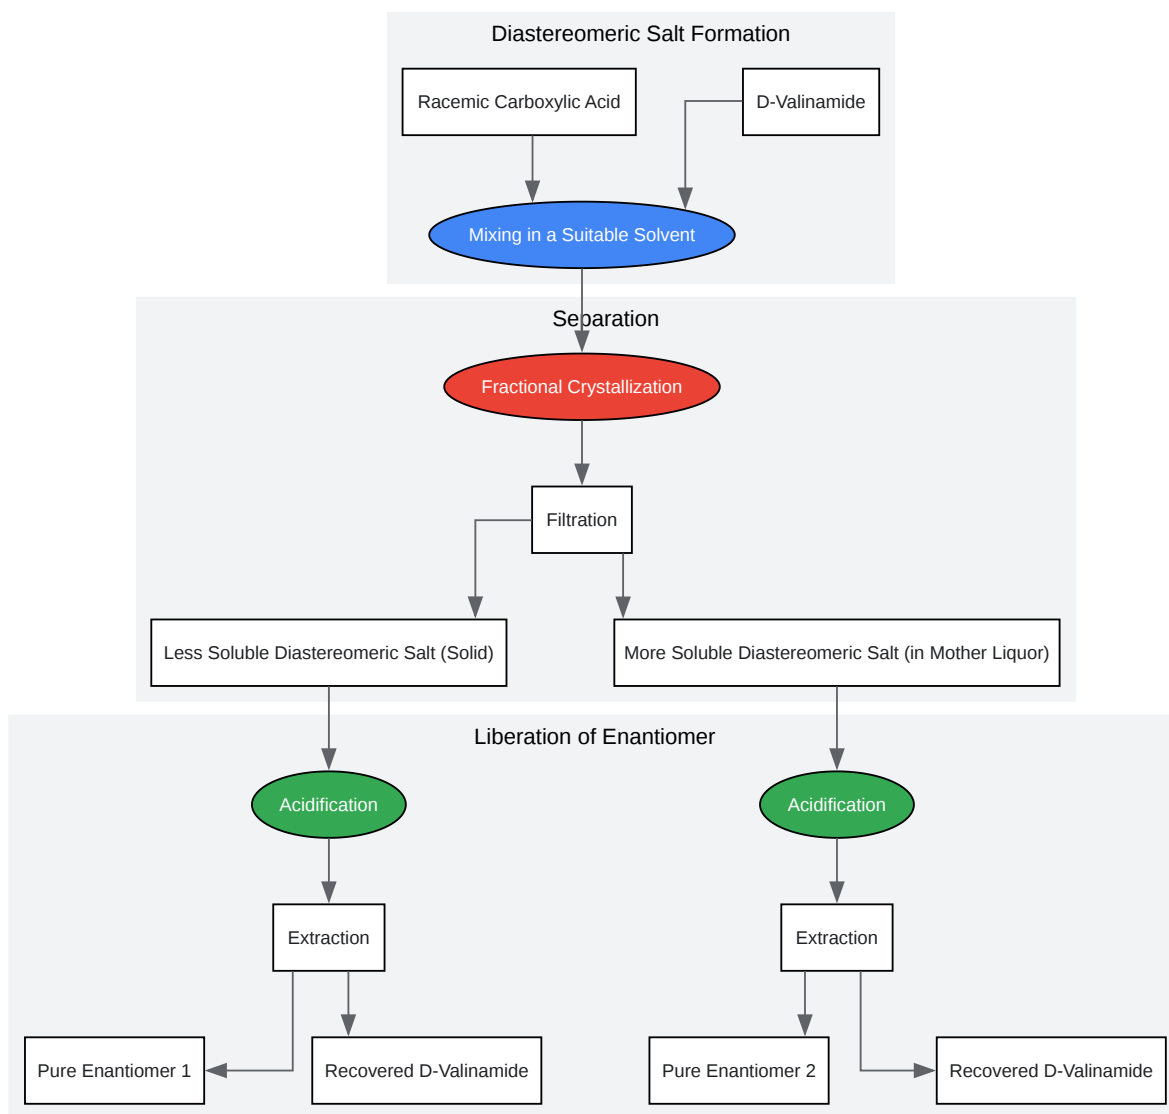 Diastereomeric Salt Formation
Racemic Carboxylic Acid
D-Valinamide
Mixing in a Suitable Solvent
Separation
Fractional Crystallization
Filtration
Less Soluble Diastereomeric Salt (Solid)
More Soluble Diastereomeric Salt (in Mother Liquor)
Liberation of Enantiomer
Acidification
Acidification
Extraction
Extraction
Pure Enantiomer 1
Recovered D-Valinamide
Pure Enantiomer 2
Recovered D-Valinamide